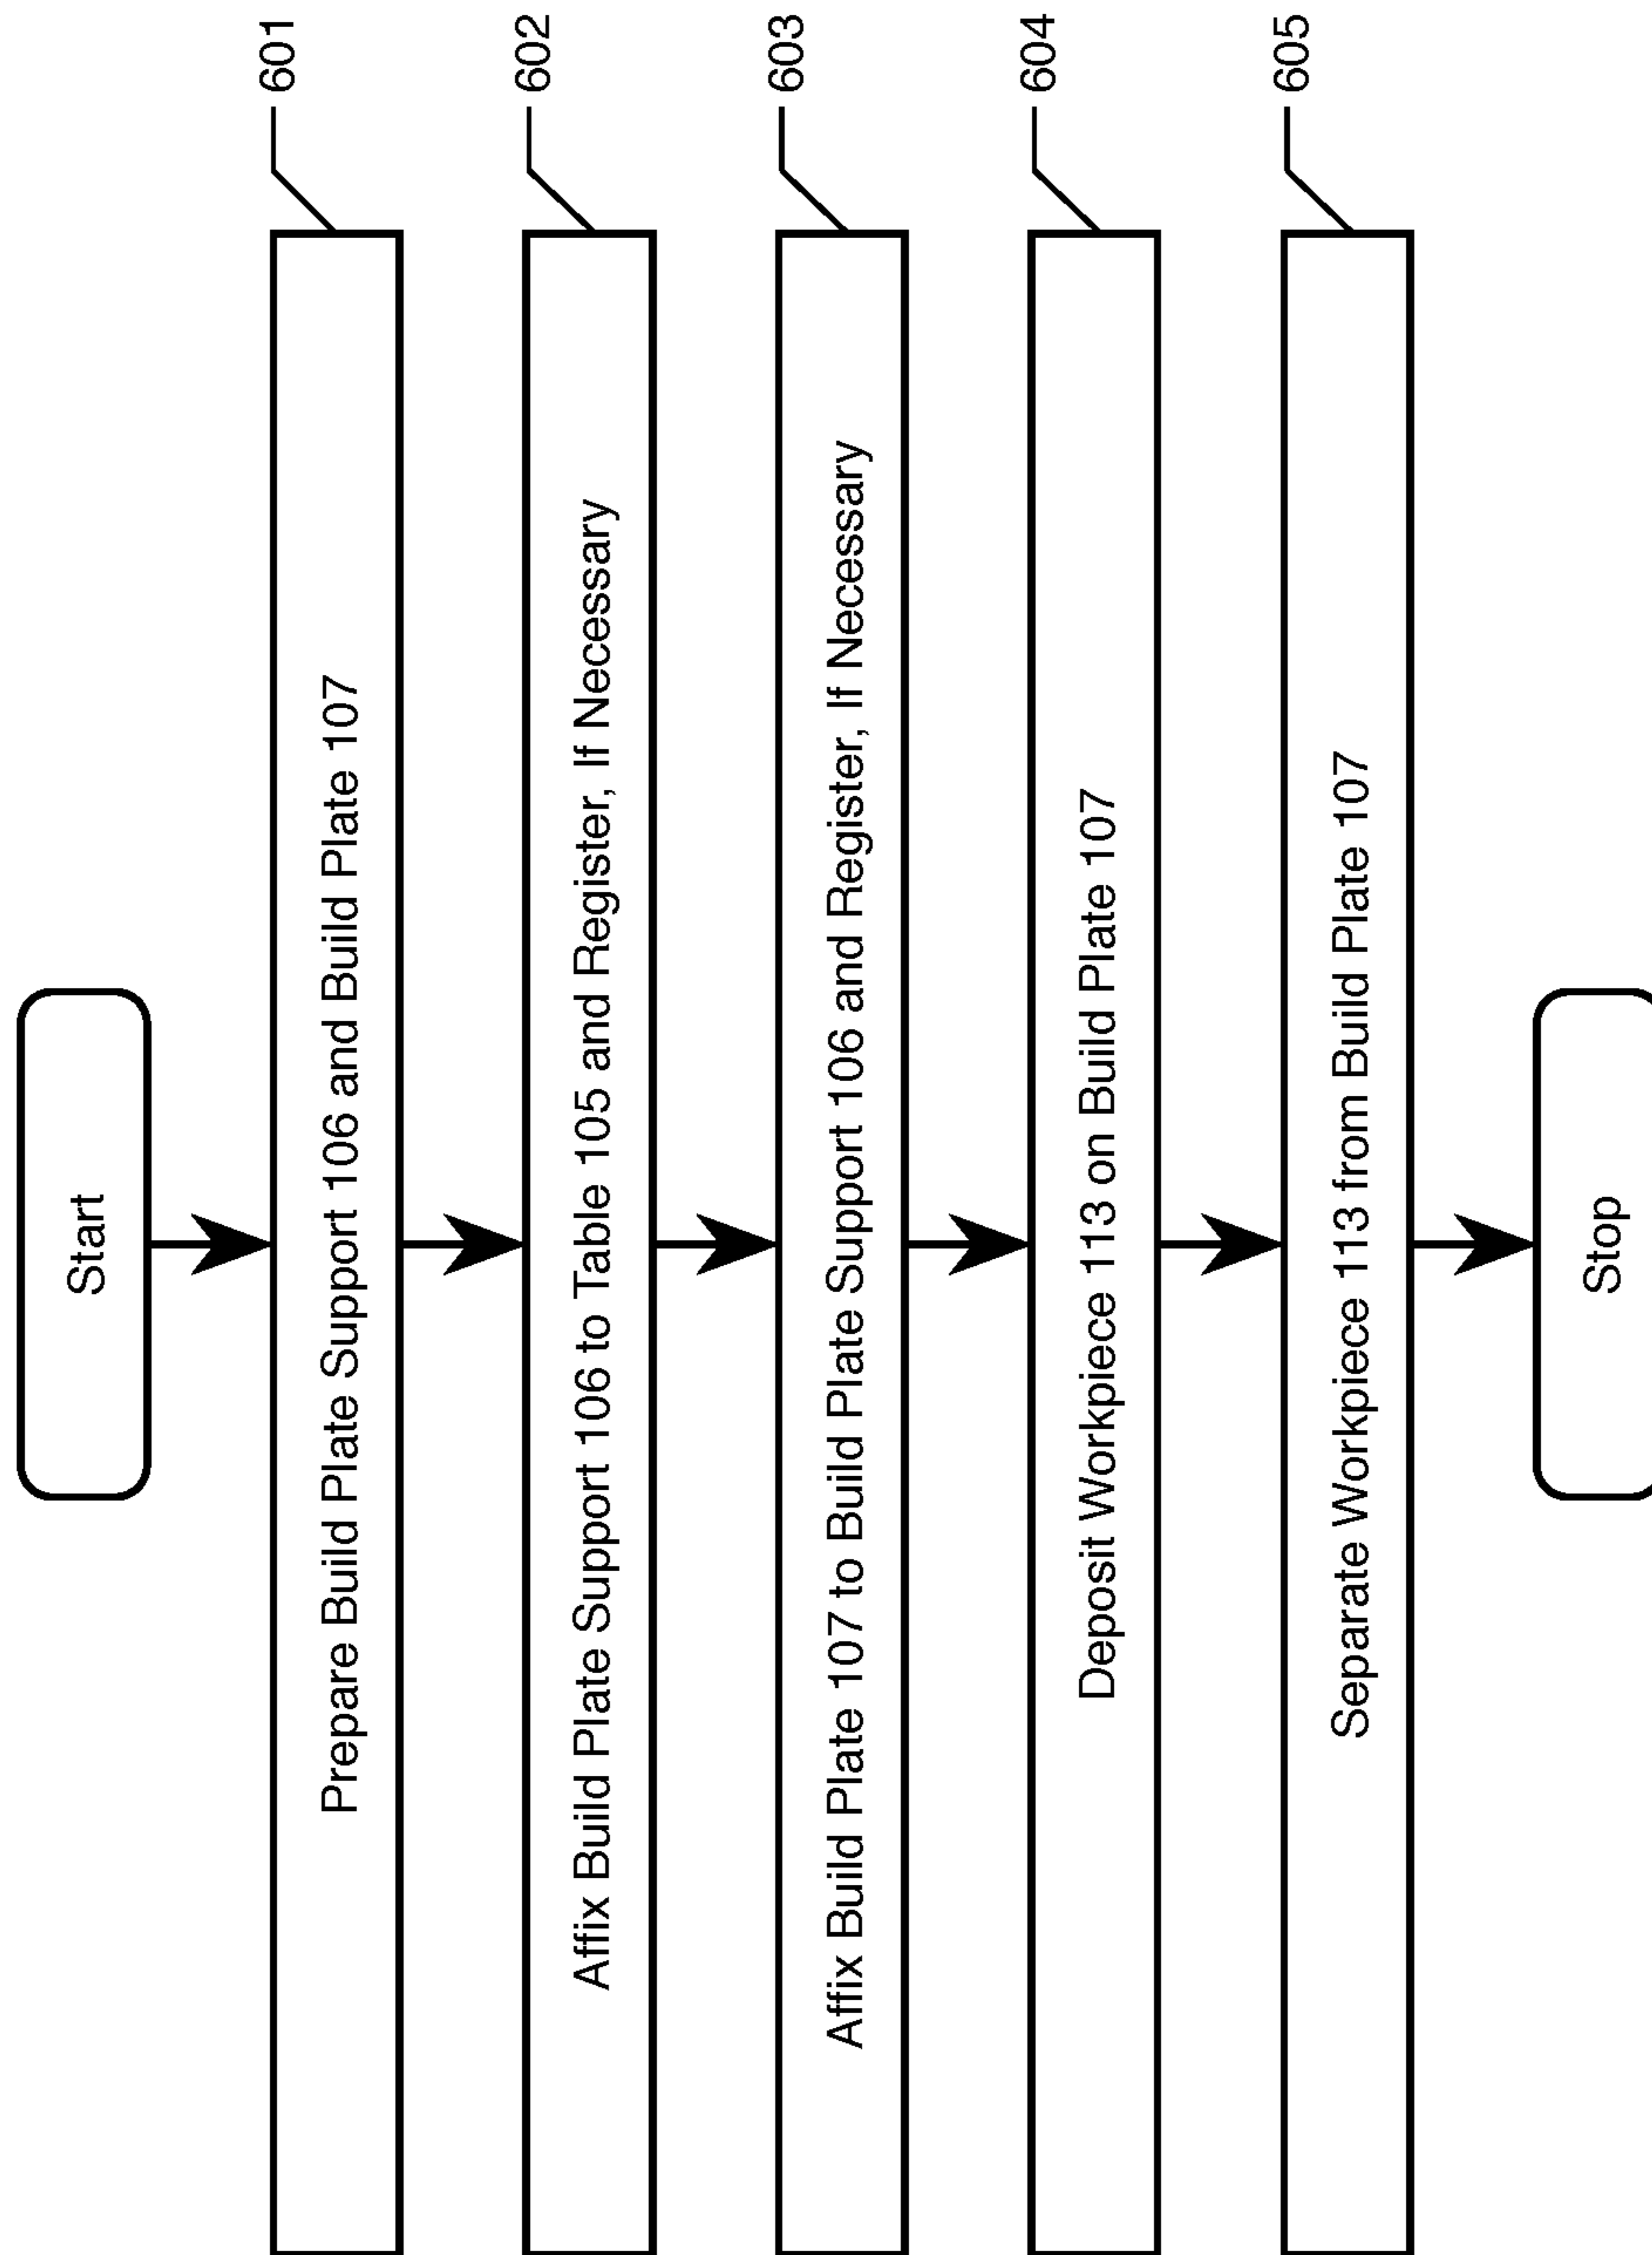 Start
601
Prepare Build Plate Support 106 and Build Plate 107
602
Affix Build Plate Support 106 to Table 105 and Register, If Necessary
603
Affix Build Plate 107 to Build Plate Support 106 and Register, If Necessary
604
Deposit Workpiece 113 on Build Plate 107
605
Separate Workpiece 113 from Build Plate 107
Stop